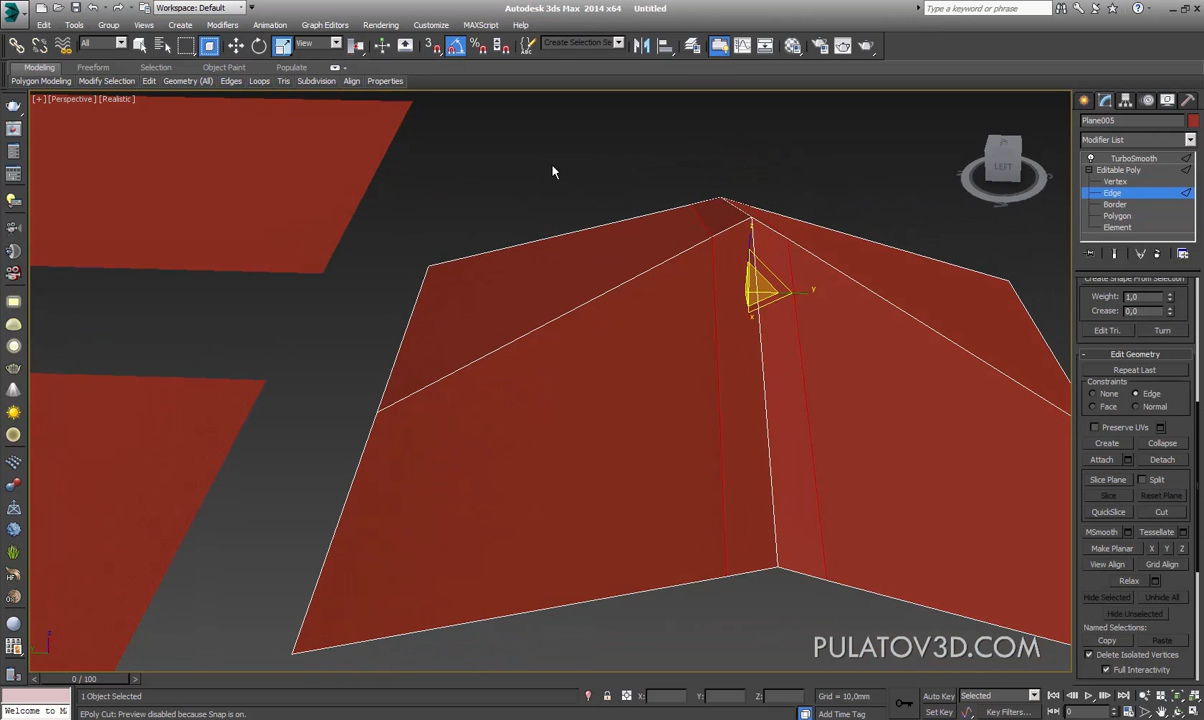 Workspace: Default
Autodesk 3ds Max 2014 x64
Untitled
Type a keyword or phrase
Edit
Tools
Group
Views
Create
Modifiers
Animation
Graph Editors
Rendering
Customize
MAXScript
Help
All
View
Create Selection Se
Modeling
Freeform
Selection
Object Paint
Populate
Polygon Modeling
Modify Selection
Edit
Geometry (All)
Edges
Loops
Tris
Subdivision
Align
Properties
[+] [Perspective] [Realistic]
LEFT
z
y
x
Plane005
Modifier List
TurboSmooth
Editable Poly
Vertex
Edge
Border
Polygon
Element
Create Shape From Selection
Weight: 1,0
Crease: 0,0
Edit Tri.
Turn
- Edit Geometry
Repeat Last
Constraints
None
Edge
Face
Normal
Preserve UVs
Create
Collapse
Attach
Detach
Slice Plane
Split
Slice
Reset Plane
QuickSlice
Cut
MSmooth
Tessellate
Make Planar
X
Y
Z
View Align
Grid Align
Relax
Hide Selected
Unhide All
Hide Unselected
Named Selections:
Copy
Paste
Delete Isolated Vertices
Full Interactivity
PULATOV3D.COM
0 / 100
1 Object Selected
X:
Y:
Z:
Grid = 10,0mm
Auto Key
Selected
Welcome to M
EPoly Cut: Preview disabled because Snap is on.
Add Time Tag
Set Key
Key Filters...
0